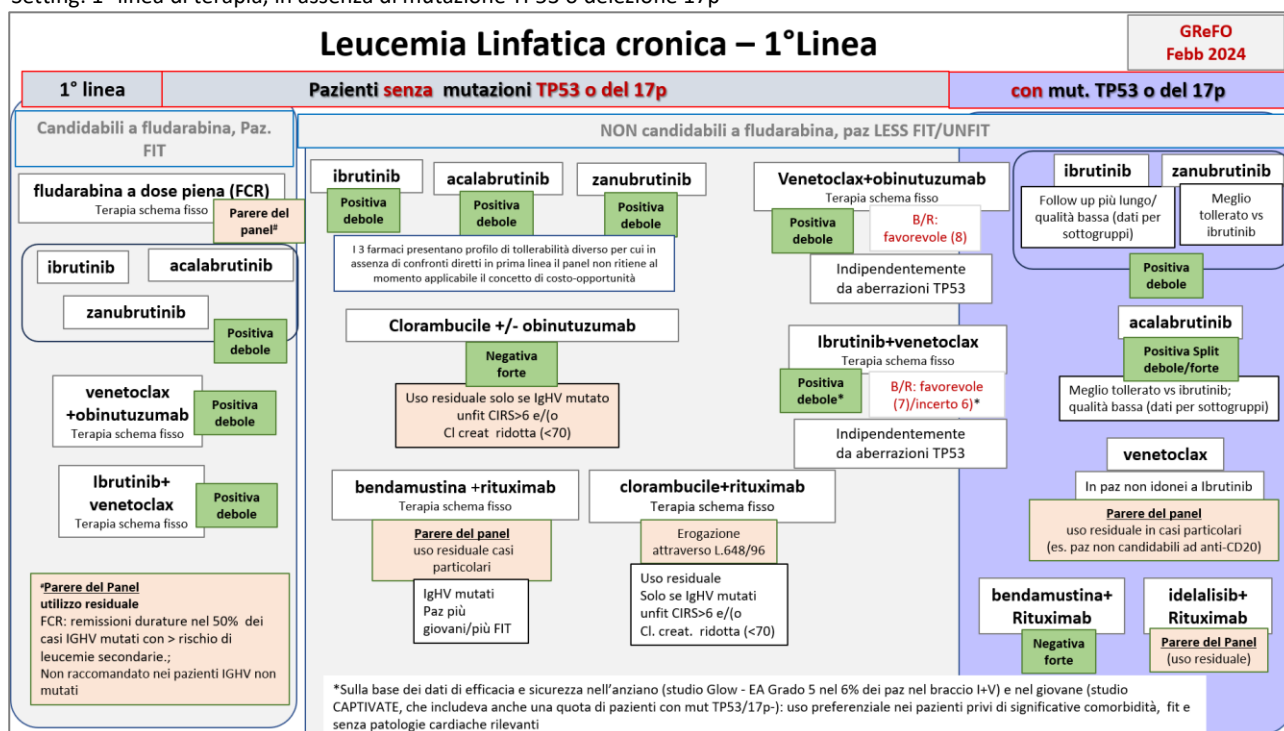 Setting: 1° linea di terapia, in assenza di mutazione TP53 o delezione 17p
Leucemia Linfatica cronica – 1°Linea
GReFO
Febb 2024
1° linea
Pazienti senza mutazioni TP53 o del 17p
con mut. TP53 o del 17p
Candidabili a fludarabina, Paz.
FIT
NON candidabili a fludarabina, paz LESS FIT/UNFIT
fludarabina a dose piena (FCR)
Terapia schema fisso
Parere del
panel#
ibrutinib
acalabrutinib
zanubrutinib
Positiva
debole
venetoclax
+obinutuzumab
Terapia schema fisso
Positiva
debole
Ibrutinib+
venetoclax
Terapia schema fisso
Positiva
debole
#Parere del Panel
utilizzo residuale
FCR: remissioni durature nel 50% dei
casi IGHV mutati con > rischio di
leucemie secondarie.;
Non raccomandato nei pazienti IGHV non
mutati
ibrutinib
Positiva
debole
acalabrutinib
Positiva
debole
zanubrutinib
Positiva
debole
I 3 farmaci presentano profilo di tollerabilità diverso per cui in
assenza di confronti diretti in prima linea il panel non ritiene al
momento applicabile il concetto di costo-opportunità
Clorambucile +/- obinutuzumab
Negativa
forte
Uso residuale solo se IgHV mutato
unfit CIRS>6 e/(o
Cl creat ridotta (<70)
bendamustina +rituximab
Terapia schema fisso
Parere del panel
uso residuale casi
particolari
IgHV mutati
Paz più
giovani/più FIT
clorambucile+rituximab
Terapia schema fisso
Erogazione
attraverso L.648/96
Uso residuale
Solo se IgHV mutati
unfit CIRS>6 e/(o
Cl. creat. ridotta (<70)
Venetoclax+obinutuzumab
Terapia schema fisso
Positiva
debole
B/R:
favorevole (8)
Indipendentemente
da aberrazioni TP53
Ibrutinib+venetoclax
Terapia schema fisso
Positiva
debole*
B/R: favorevole
(7)/incerto 6)*
Indipendentemente
da aberrazioni TP53
ibrutinib
Follow up più lungo/
qualità bassa (dati per
sottogruppi)
zanubrutinib
Meglio
tollerato vs
ibrutinib
Positiva
debole
acalabrutinib
Positiva Split
debole/forte
Meglio tollerato vs ibrutinib;
qualità bassa (dati per sottogruppi)
venetoclax
In paz non idonei a Ibrutinib
Parere del panel
uso residuale in casi particolari
(es. paz non candidabili ad anti-CD20)
bendamustina+
Rituximab
Negativa
forte
idelalisib+
Rituximab
Parere del Panel
(uso residuale)
*Sulla base dei dati di efficacia e sicurezza nell'anziano (studio Glow - EA Grado 5 nel 6% dei paz nel braccio I+V) e nel giovane (studio
CAPTIVATE, che includeva anche una quota di pazienti con mut TP53/17p-): uso preferenziale nei pazienti privi di significative comorbidità, fit e
senza patologie cardiache rilevanti